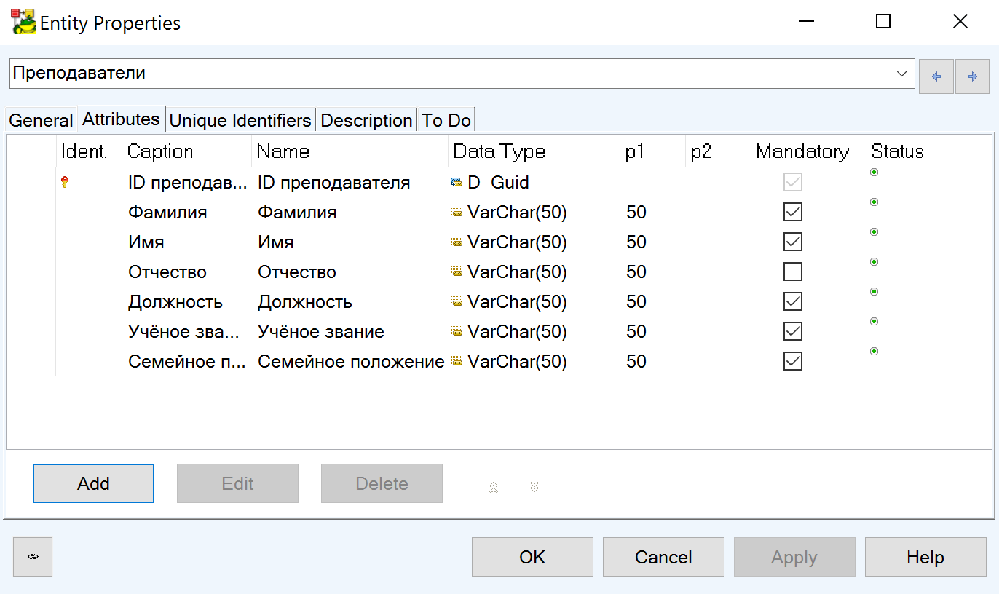 Entity Properties
Преподаватели
General Attributes Unique Identifiers Description To Do
Ident. Caption Name Data Type p1 p2 Mandatory Status
ID преподав... ID преподавателя D_Guid
Фамилия Фамилия VarChar(50) 50
Имя Имя VarChar(50) 50
Отчество Отчество VarChar(50) 50
Должность Должность VarChar(50) 50
Учёное зва... Учёное звание VarChar(50) 50
Семейное п... Семейное положение VarChar(50) 50
Add Edit Delete
<%> OK Cancel Apply Help